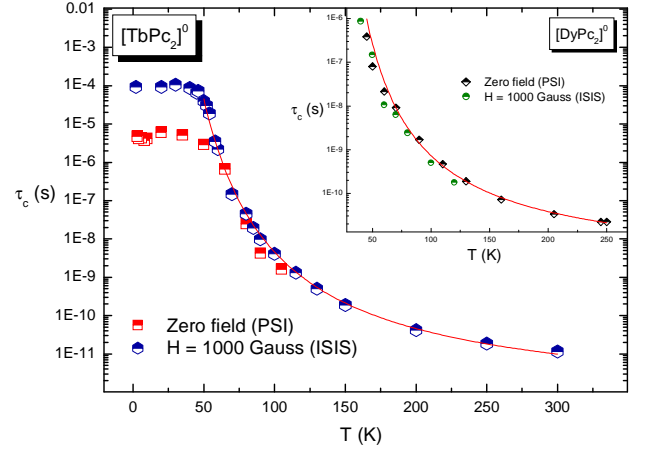 0.01
1E-3
1E-4
1E-5
1E-6
1E-7
1E-8
1E-9
1E-10
1E-11
τc (s)
[TbPc2]0
Zero field (PSI)
H = 1000 Gauss (ISIS)
0 50 100 150 200 250 300
T (K)
1E-6
1E-7
1E-8
1E-9
1E-10
τc (s)
[DyPc2]0
Zero field (PSI)
H = 1000 Gauss (ISIS)
50 100 150 200 250
T (K)